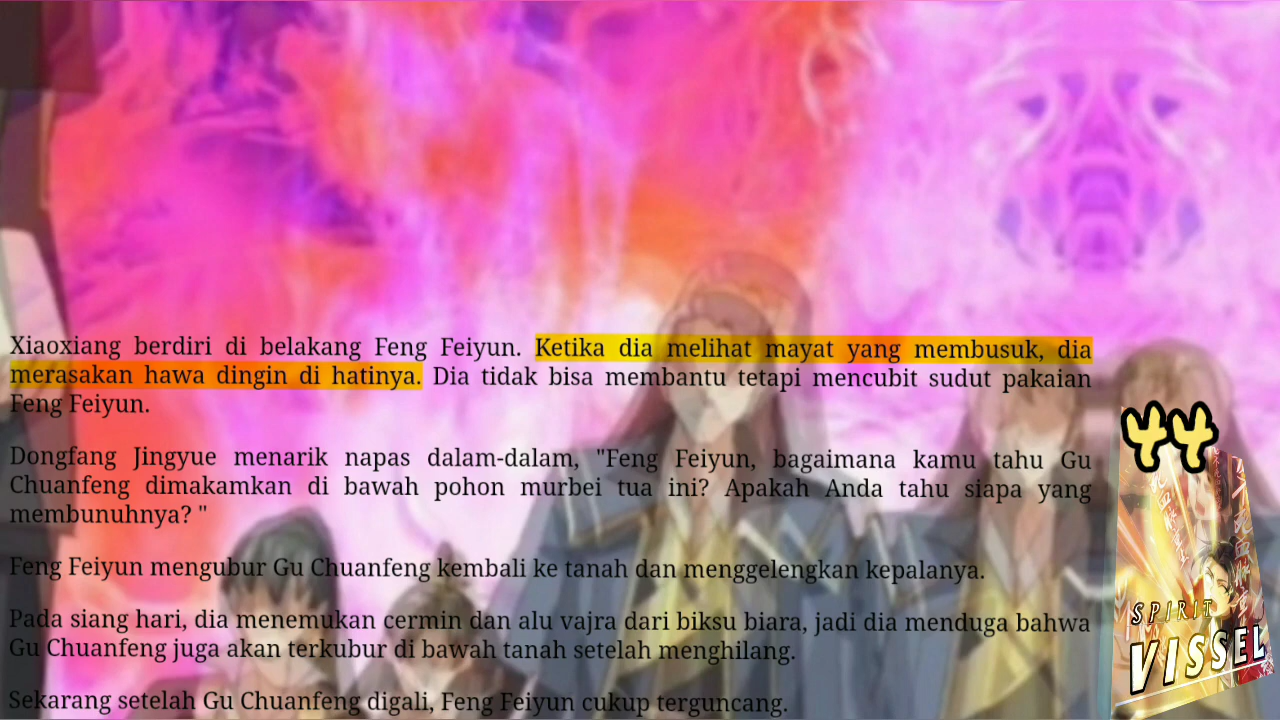 Xiaoxiang berdiri di belakang Feng Feiyun. Ketika dia melihat mayat yang membusuk, dia
merasakan hawa dingin di hatinya. Dia tidak bisa membantu tetapi mencubit sudut pakaian
Feng Feiyun.
Dongfang Jingyue menarik napas dalam-dalam, "Feng Feiyun, bagaimana kamu tahu Gu
Chuanfeng dimakamkan di bawah pohon murbei tua ini? Apakah Anda tahu siapa yang
membunuhnya? "
Feng Feiyun mengubur Gu Chuanfeng kembali ke tanah dan menggelengkan kepalanya.
Pada siang hari, dia menemukan cermin dan alu vajra dari biksu biara, jadi dia menduga bahwa
Gu Chuanfeng juga akan terkubur di bawah tanah setelah menghilang.
Sekarang setelah Gu Chuanfeng digali, Feng Feiyun cukup terguncang.
44
SPIRIT
VISSEL